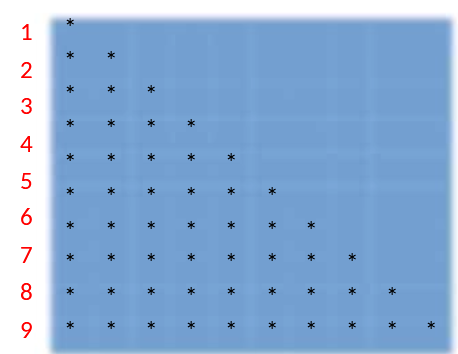 1 *
2 * *
3 * * *
* * * *
4 * * * * *
5 * * * * * *
6 * * * * * * *
7 * * * * * * * *
8 * * * * * * * * *
9 * * * * * * * * * *